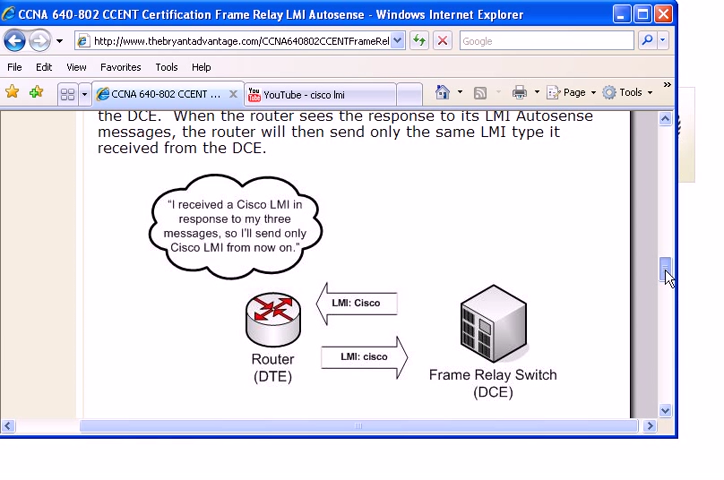 CCNA 640-802 CCENT Certification Frame Relay LMI Autosense - Windows Internet Explorer
http://www.thebryantadvantage.com/CCNA640802CCENTFrameRel
Google
File Edit View Favorites Tools Help
CCNA 640-802 CCENT ...
YouTube - cisco lmi
Page
Tools
the DCE. When the router sees the response to its LMI Autosense
messages, the router will then send only the same LMI type it
received from the DCE.
"I received a Cisco LMI in
response to my three
messages, so I'll send only
Cisco LMI from now on."
LMI: Cisco
LMI: cisco
Router
(DTE)
Frame Relay Switch
(DCE)